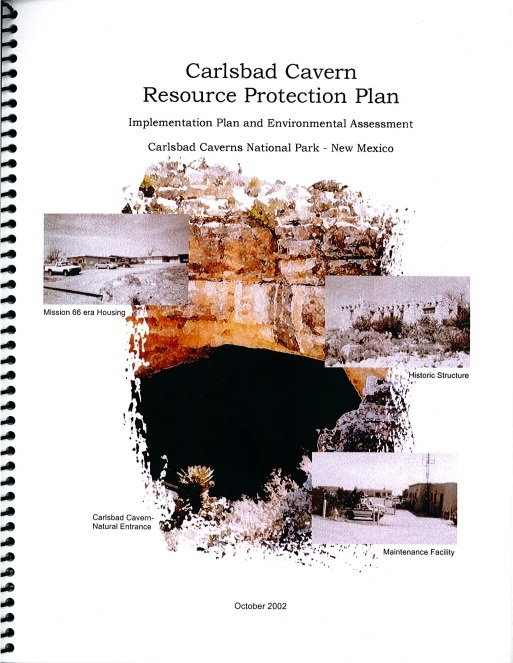 Carlsbad Cavern
Resource Protection Plan
Implementation Plan and Environmental Assessment
Carlsbad Caverns National Park - New Mexico
Mission 66 era Housing
Historic Structure
Carlsbad Cavern-
Natural Entrance
Maintenance Facility
October 2002